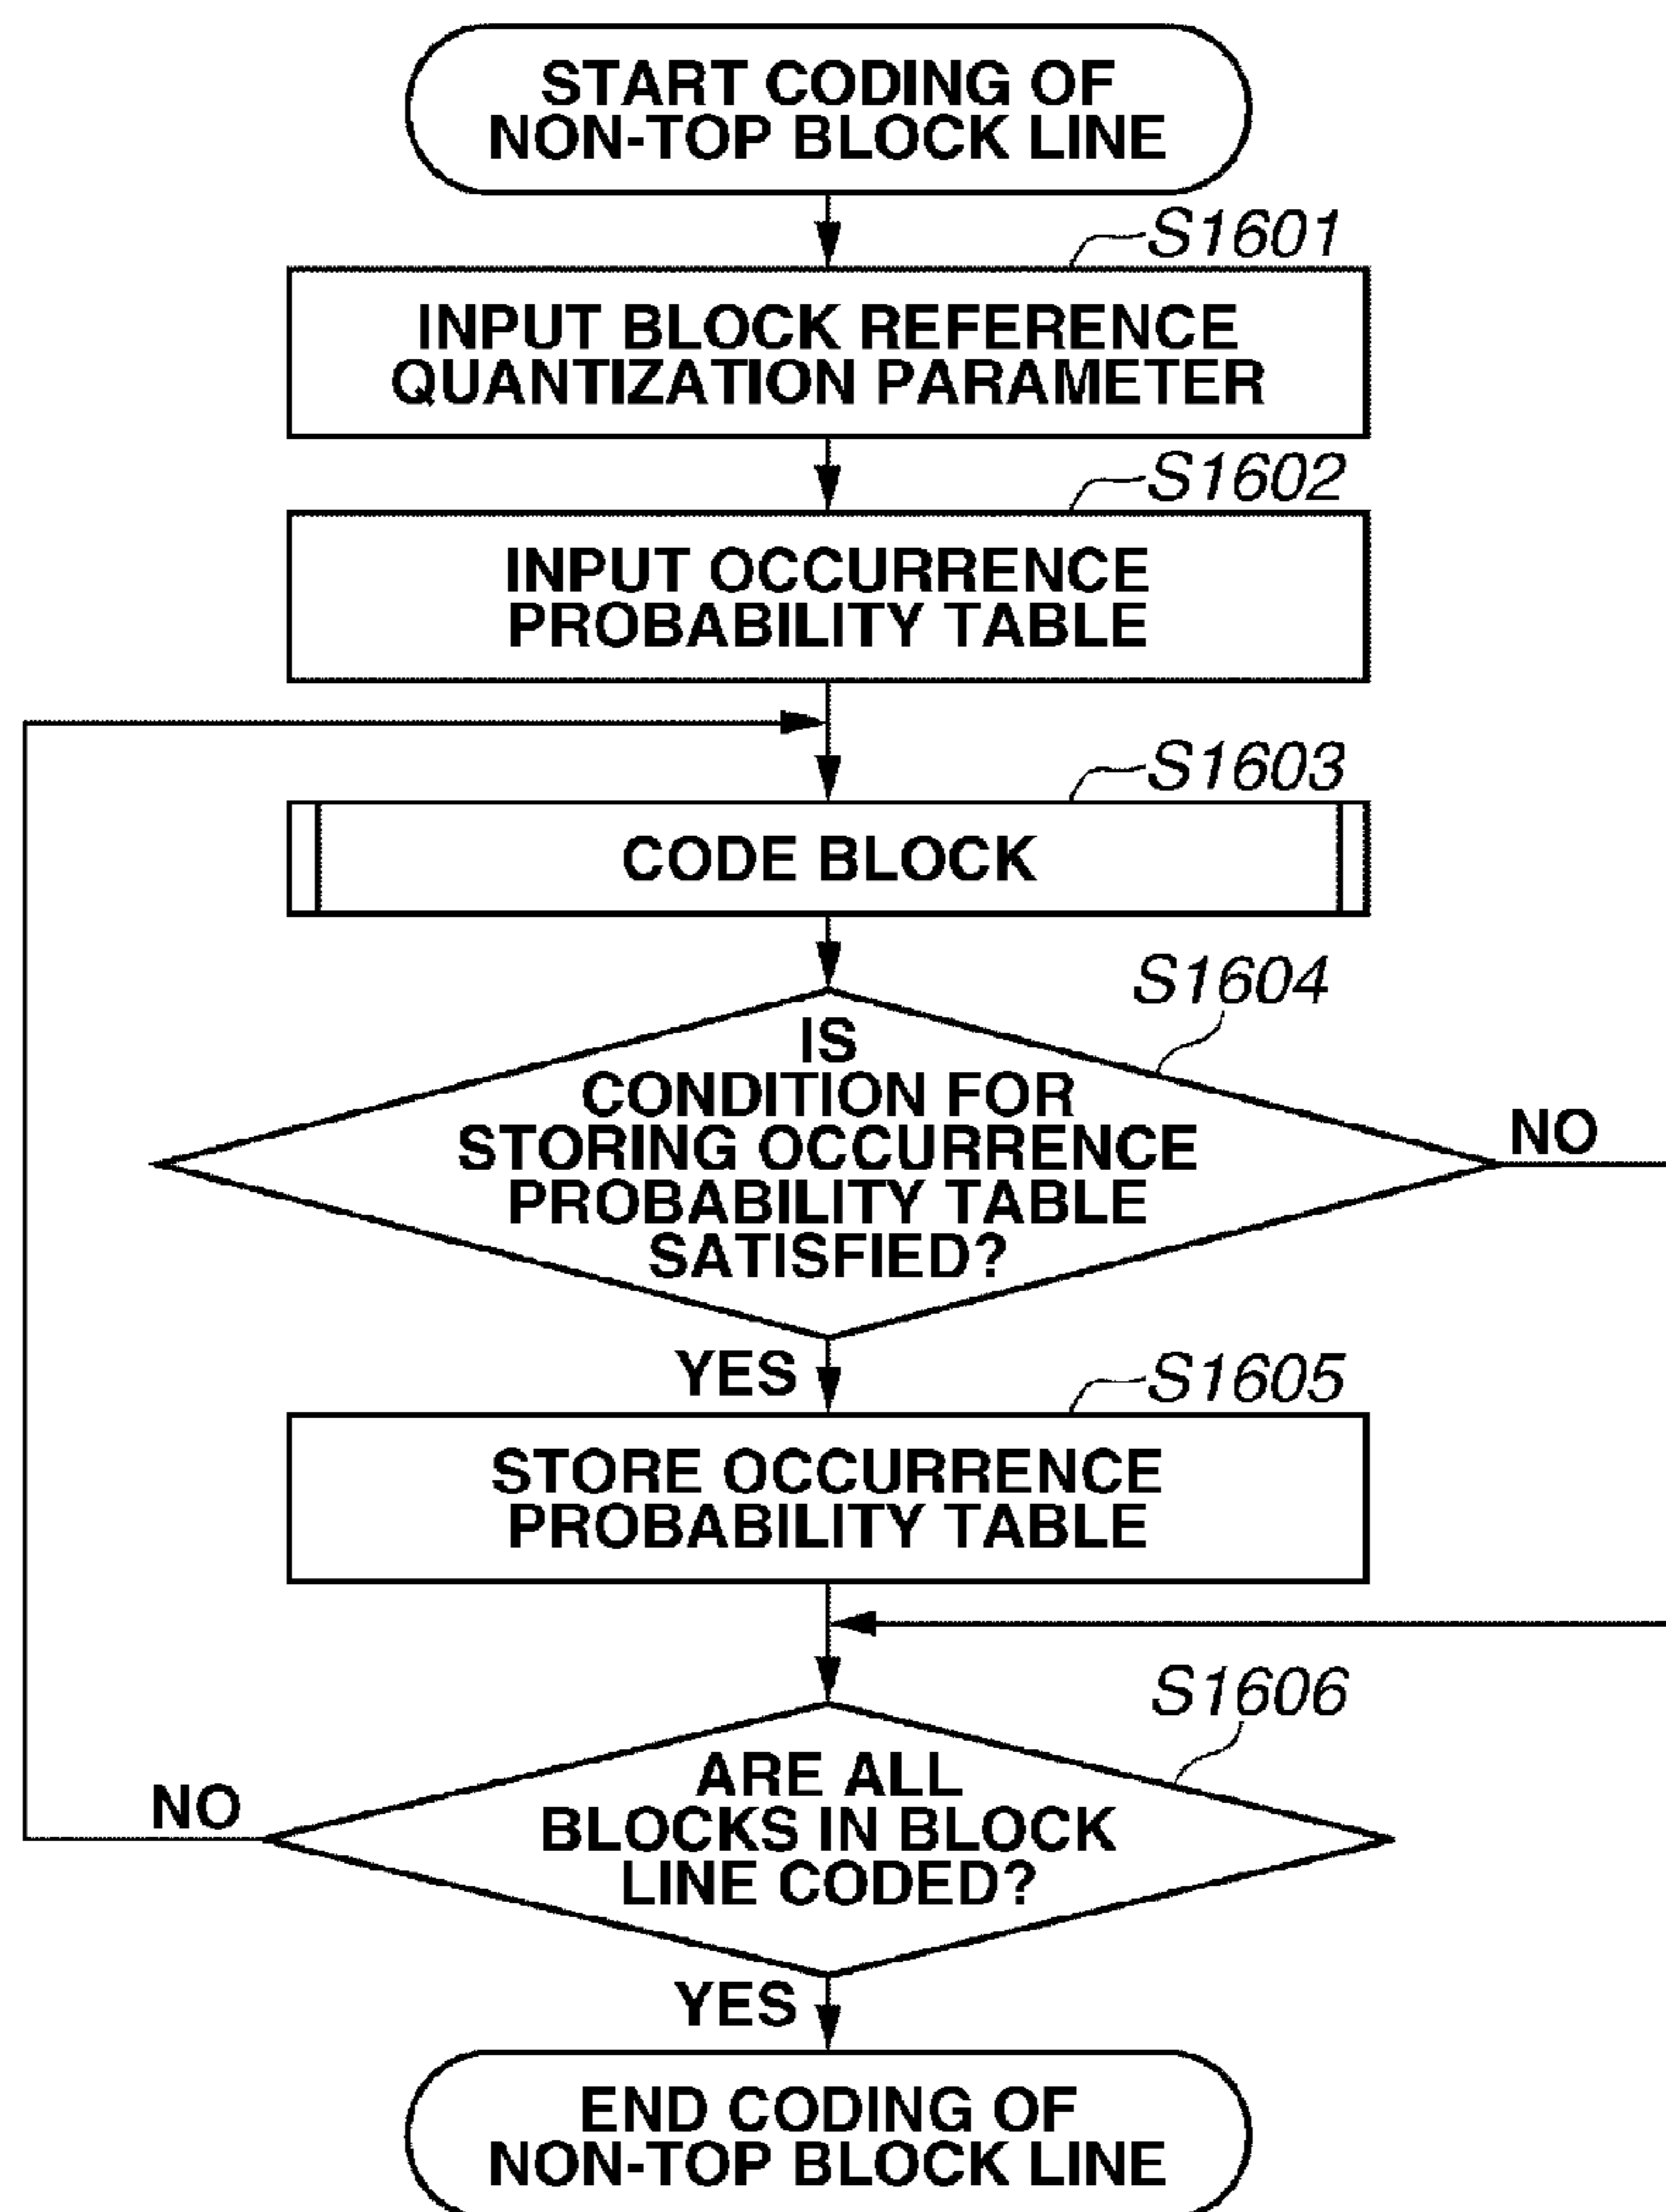 START CODING OF
NON-TOP BLOCK LINE
S1601
INPUT BLOCK REFERENCE
QUANTIZATION PARAMETER
S1602
INPUT OCCURRENCE
PROBABILITY TABLE
S1603
CODE BLOCK
S1604
IS
CONDITION FOR
STORING OCCURRENCE
PROBABILITY TABLE
SATISFIED?
NO
YES
S1605
STORE OCCURRENCE
PROBABILITY TABLE
S1606
ARE ALL
BLOCKS IN BLOCK
LINE CODED?
NO
YES
END CODING OF
NON-TOP BLOCK LINE